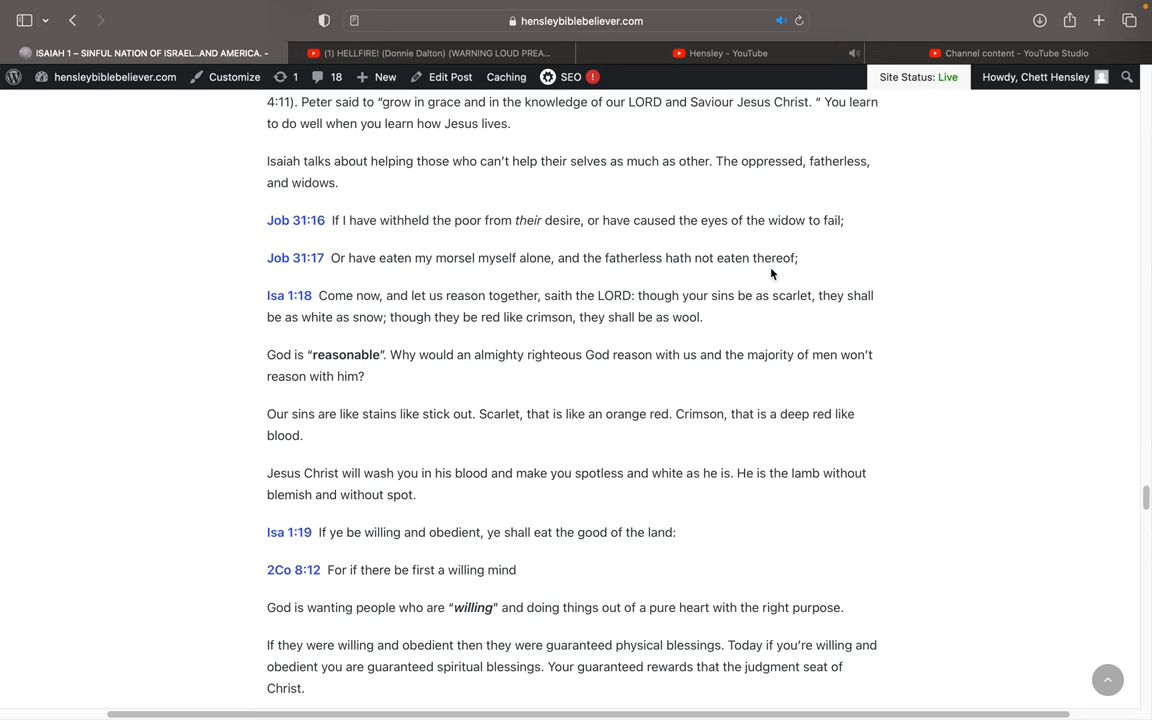 hensleybiblebeliever.com
ISAIAH 1 – SINFUL NATION OF ISRAEL..AND AMERICA. -
(1) HELLFIRE! (Donnie Dalton) (WARNING LOUD PREA...
Hensley - YouTube
Channel content - YouTube Studio
hensleybiblebeliever.com Customize 1 18 New Edit Post Caching SEO ! Site Status: Live Howdy, Chett Hensley
4:11). Peter said to “grow in grace and in the knowledge of our LORD and Saviour Jesus Christ. “ You learn
to do well when you learn how Jesus lives.
Isaiah talks about helping those who can’t help their selves as much as other. The oppressed, fatherless,
and widows.
Job 31:16 If I have withheld the poor from their desire, or have caused the eyes of the widow to fail;
Job 31:17 Or have eaten my morsel myself alone, and the fatherless hath not eaten thereof;
Isa 1:18 Come now, and let us reason together, saith the LORD: though your sins be as scarlet, they shall
be as white as snow; though they be red like crimson, they shall be as wool.
God is “reasonable”. Why would an almighty righteous God reason with us and the majority of men won’t
reason with him?
Our sins are like stains like stick out. Scarlet, that is like an orange red. Crimson, that is a deep red like
blood.
Jesus Christ will wash you in his blood and make you spotless and white as he is. He is the lamb without
blemish and without spot.
Isa 1:19 If ye be willing and obedient, ye shall eat the good of the land:
2Co 8:12 For if there be first a willing mind
God is wanting people who are “willing” and doing things out of a pure heart with the right purpose.
If they were willing and obedient then they were guaranteed physical blessings. Today if you’re willing and
obedient you are guaranteed spiritual blessings. Your guaranteed rewards that the judgment seat of
Christ.